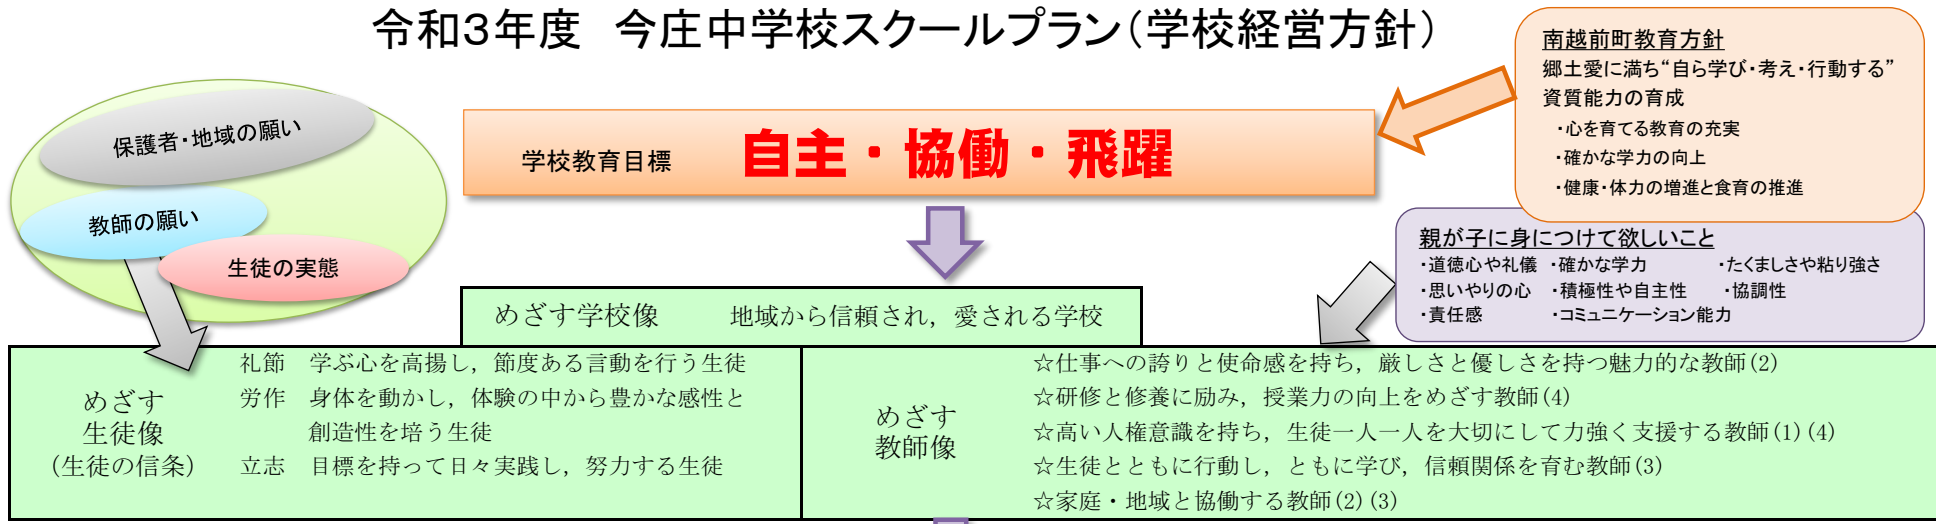 令和3年度　今庄中学校スクールプラン（学校経営方針）
南越前町教育方針
郷土愛に満ち“自ら学び・考え・行動する”
資質能力の育成
・心を育てる教育の充実
・確かな学力の向上
・健康・体力の増進と食育の推進
保護者・地域の願い
教師の願い
生徒の実態
学校教育目標　自主・協働・飛躍
親が子に身につけて欲しいこと
・道徳心や礼儀　・確かな学力　・たくましさや粘り強さ
・思いやりの心　・積極性や自主性　・協調性
・責任感　・コミュニケーション能力
めざす学校像　地域から信頼され，愛される学校
めざす
生徒像
（生徒の信条）
礼節　学ぶ心を高揚し，節度ある言動を行う生徒
労作　身体を動かし，体験の中から豊かな感性と
創造性を培う生徒
立志　目標を持って日々実践し，努力する生徒
めざす
教師像
☆仕事への誇りと使命感を持ち，厳しさと優しさを持つ魅力的な教師(2)
☆研修と修養に励み，授業力の向上をめざす教師(4)
☆高い人権意識を持ち，生徒一人一人を大切にして力強く支援する教師(1)(4)
☆生徒とともに行動し，ともに学び，信頼関係を育む教師(3)
☆家庭・地域と協働する教師(2)(3)